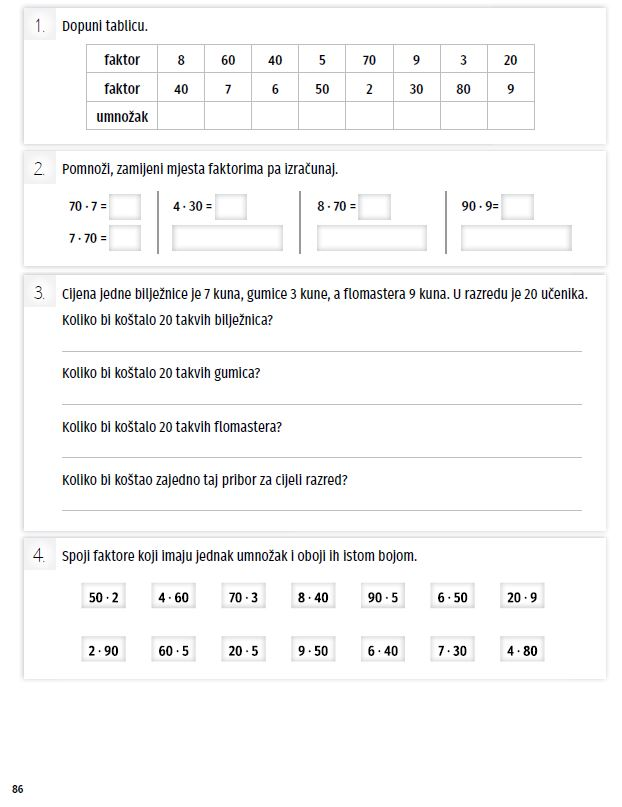 1. Dopuni tablicu.
faktor 8 60 40 5 70 9 3 20
faktor 40 7 6 50 2 30 80 9
umnožak
2. Pomnoži, zamijeni mjesta faktorima pa izračunaj.
70 · 7 = 4 · 30 = 8 · 70 = 90 · 9=
7 · 70 =
3. Cijena jedne bilježnice je 7 kuna, gumice 3 kune, a flomastera 9 kuna. U razredu je 20 učenika.
Koliko bi koštalo 20 takvih bilježnica?
Koliko bi koštalo 20 takvih gumica?
Koliko bi koštalo 20 takvih flomastera?
Koliko bi koštao zajedno taj pribor za cijeli razred?
4. Spoji faktore koji imaju jednak umnožak i oboji ih istom bojom.
50 · 2 4 · 60 70 · 3 8 · 40 90 · 5 6 · 50 20 · 9
2 · 90 60 · 5 20 · 5 9 · 50 6 · 40 7 · 30 4 · 80
86